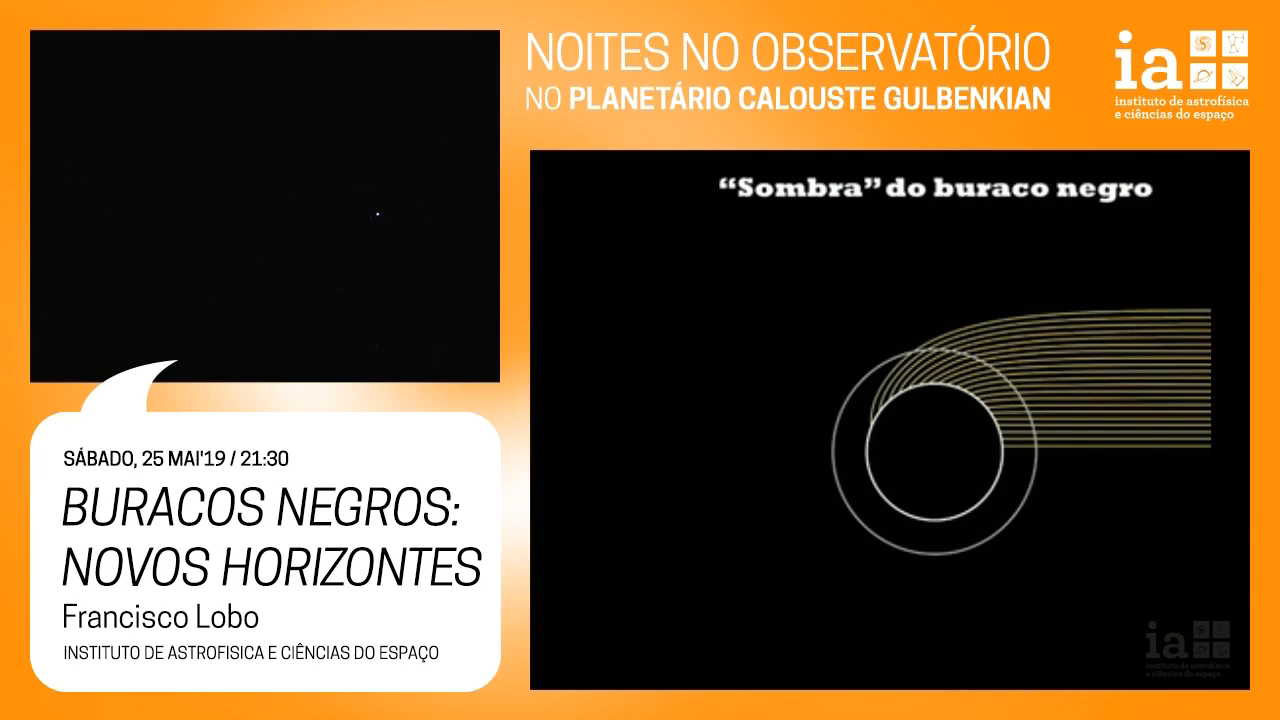 NOITES NO OBSERVATÓRIO
NO PLANETÁRIO CALOUSTE GULBENKIAN
ia
instituto de astrofísica
e ciências do espaço
“Sombra” do buraco negro
SÁBADO, 25 MAI'19 / 21:30
BURACOS NEGROS:
NOVOS HORIZONTES
Francisco Lobo
INSTITUTO DE ASTROFISICA E CIÊNCIAS DO ESPAÇO
ia
instituto de astrofísica
e ciências do espaço